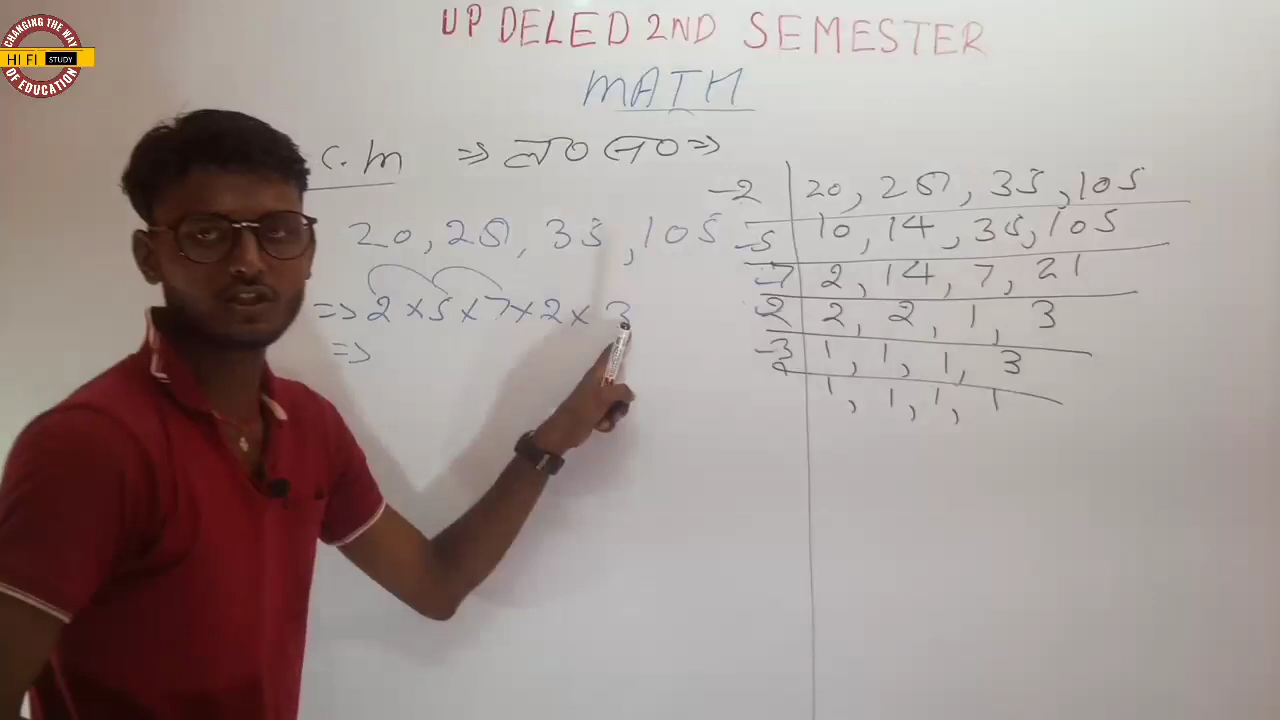 CHANGING THE WAY
HI FI STUDY
OF EDUCATION
UP DELED 2ND SEMESTER
MATH
C.M ⇒ ल०स० ⇒
20, 28, 35, 105
⇒ 2 × 5 × 7 × 2 × 3
⇒
2 | 20, 28, 35, 105
5 | 10, 14, 35, 105
7 | 2, 14, 7, 21
2 | 2, 2, 1, 3
3 | 1, 1, 1, 3
1, 1, 1, 1